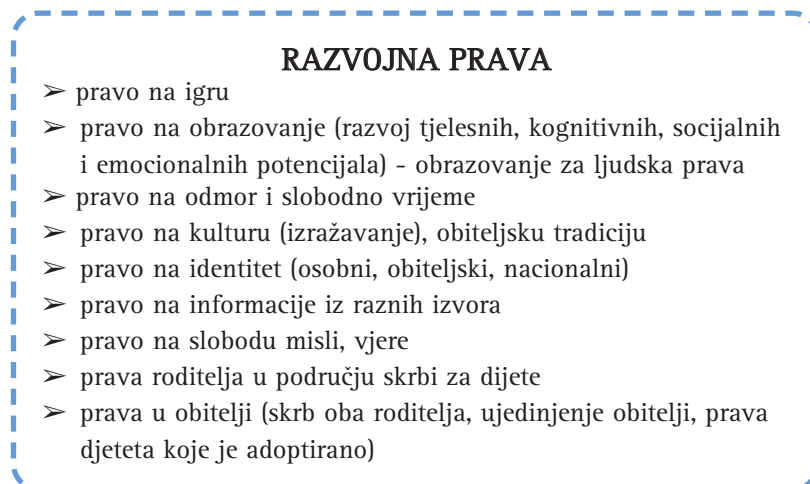 RAZVOJNA PRAVA
➢ pravo na igru
➢ pravo na obrazovanje (razvoj tjelesnih, kognitivnih, socijalnih
i emocionalnih potencijala) - obrazovanje za ljudska prava
➢ pravo na odmor i slobodno vrijeme
➢ pravo na kulturu (izražavanje), obiteljsku tradiciju
➢ pravo na identitet (osobni, obiteljski, nacionalni)
➢ pravo na informacije iz raznih izvora
➢ pravo na slobodu misli, vjere
➢ prava roditelja u području skrbi za dijete
➢ prava u obitelji (skrb oba roditelja, ujedinjenje obitelji, prava
djeteta koje je adoptirano)